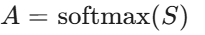 A = softmax(S)